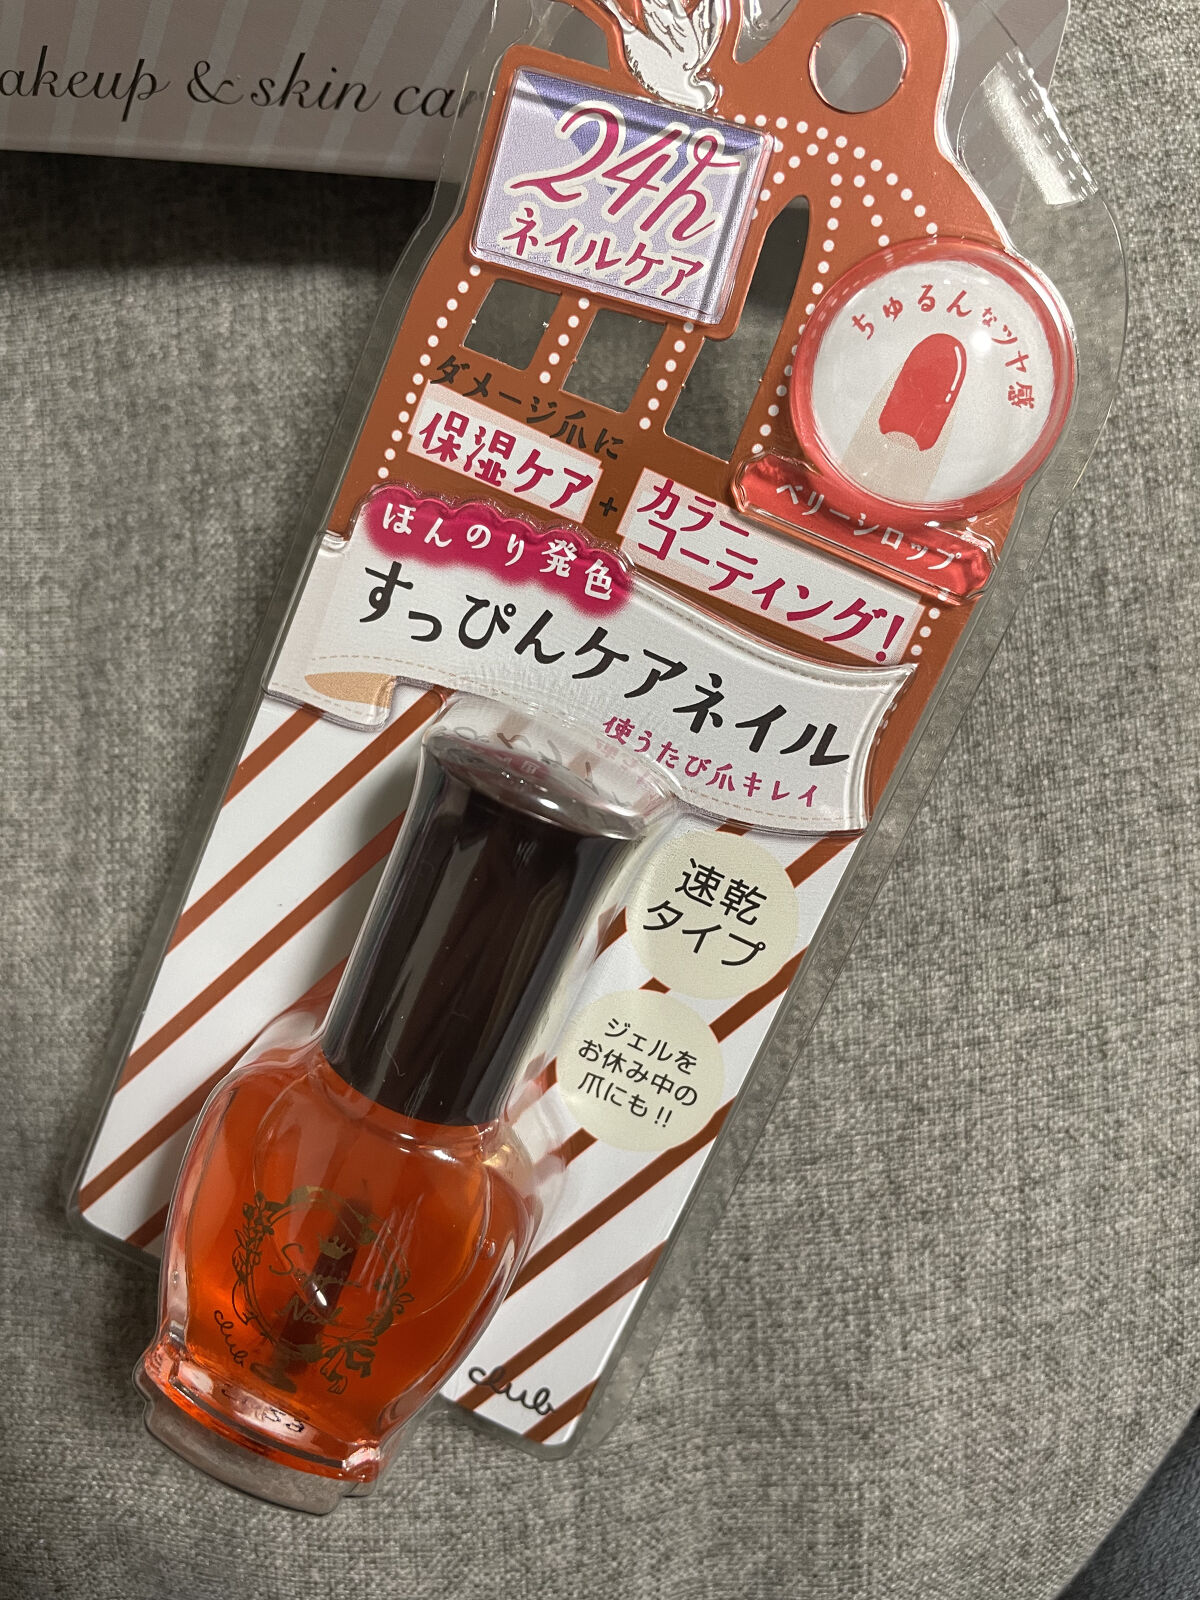 makeup & skin car
24h
ネイルケア
ちゅるんなツヤ感
ベリーシロップ
ダメージ爪に
保湿ケア
+
カラー
コーティング!
ほんのり発色
すっぴんケアネイル
使うたび爪キレイ
速乾
タイプ
ジェルを
お休み中の
爪にも!!
Suppin
Nail
club
club